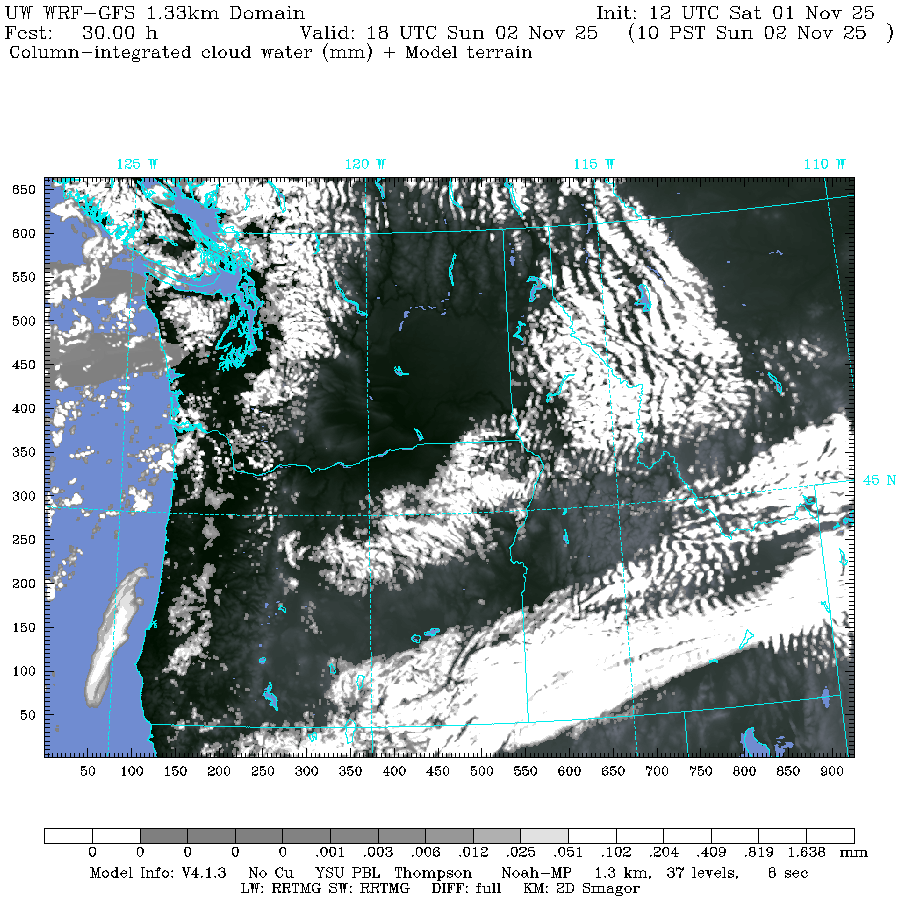 UW WRF-GFS 1.33km Domain Init: 12 UTC Sat 01 Nov 25
Fcst: 30.00 h Valid: 18 UTC Sun 02 Nov 25 (10 PST Sun 02 Nov 25 )
Column-integrated cloud water (mm) + Model terrain
125 W 120 W 115 W 110 W
650
600
550
500
450
400
350
300
45 N
250
200
150
100
50
50 100 150 200 250 300 350 400 450 500 550 600 650 700 750 800 850 900
0 0 0 0 0 .001 .003 .006 .012 .025 .051 .102 .204 .409 .819 1.638 mm
Model Info: V4.1.3 No Cu YSU PBL Thompson Noah-MP 1.3 km, 37 levels, 8 sec
LW: RRTMG SW: RRTMG DIFF: full KM: 2D Smagor